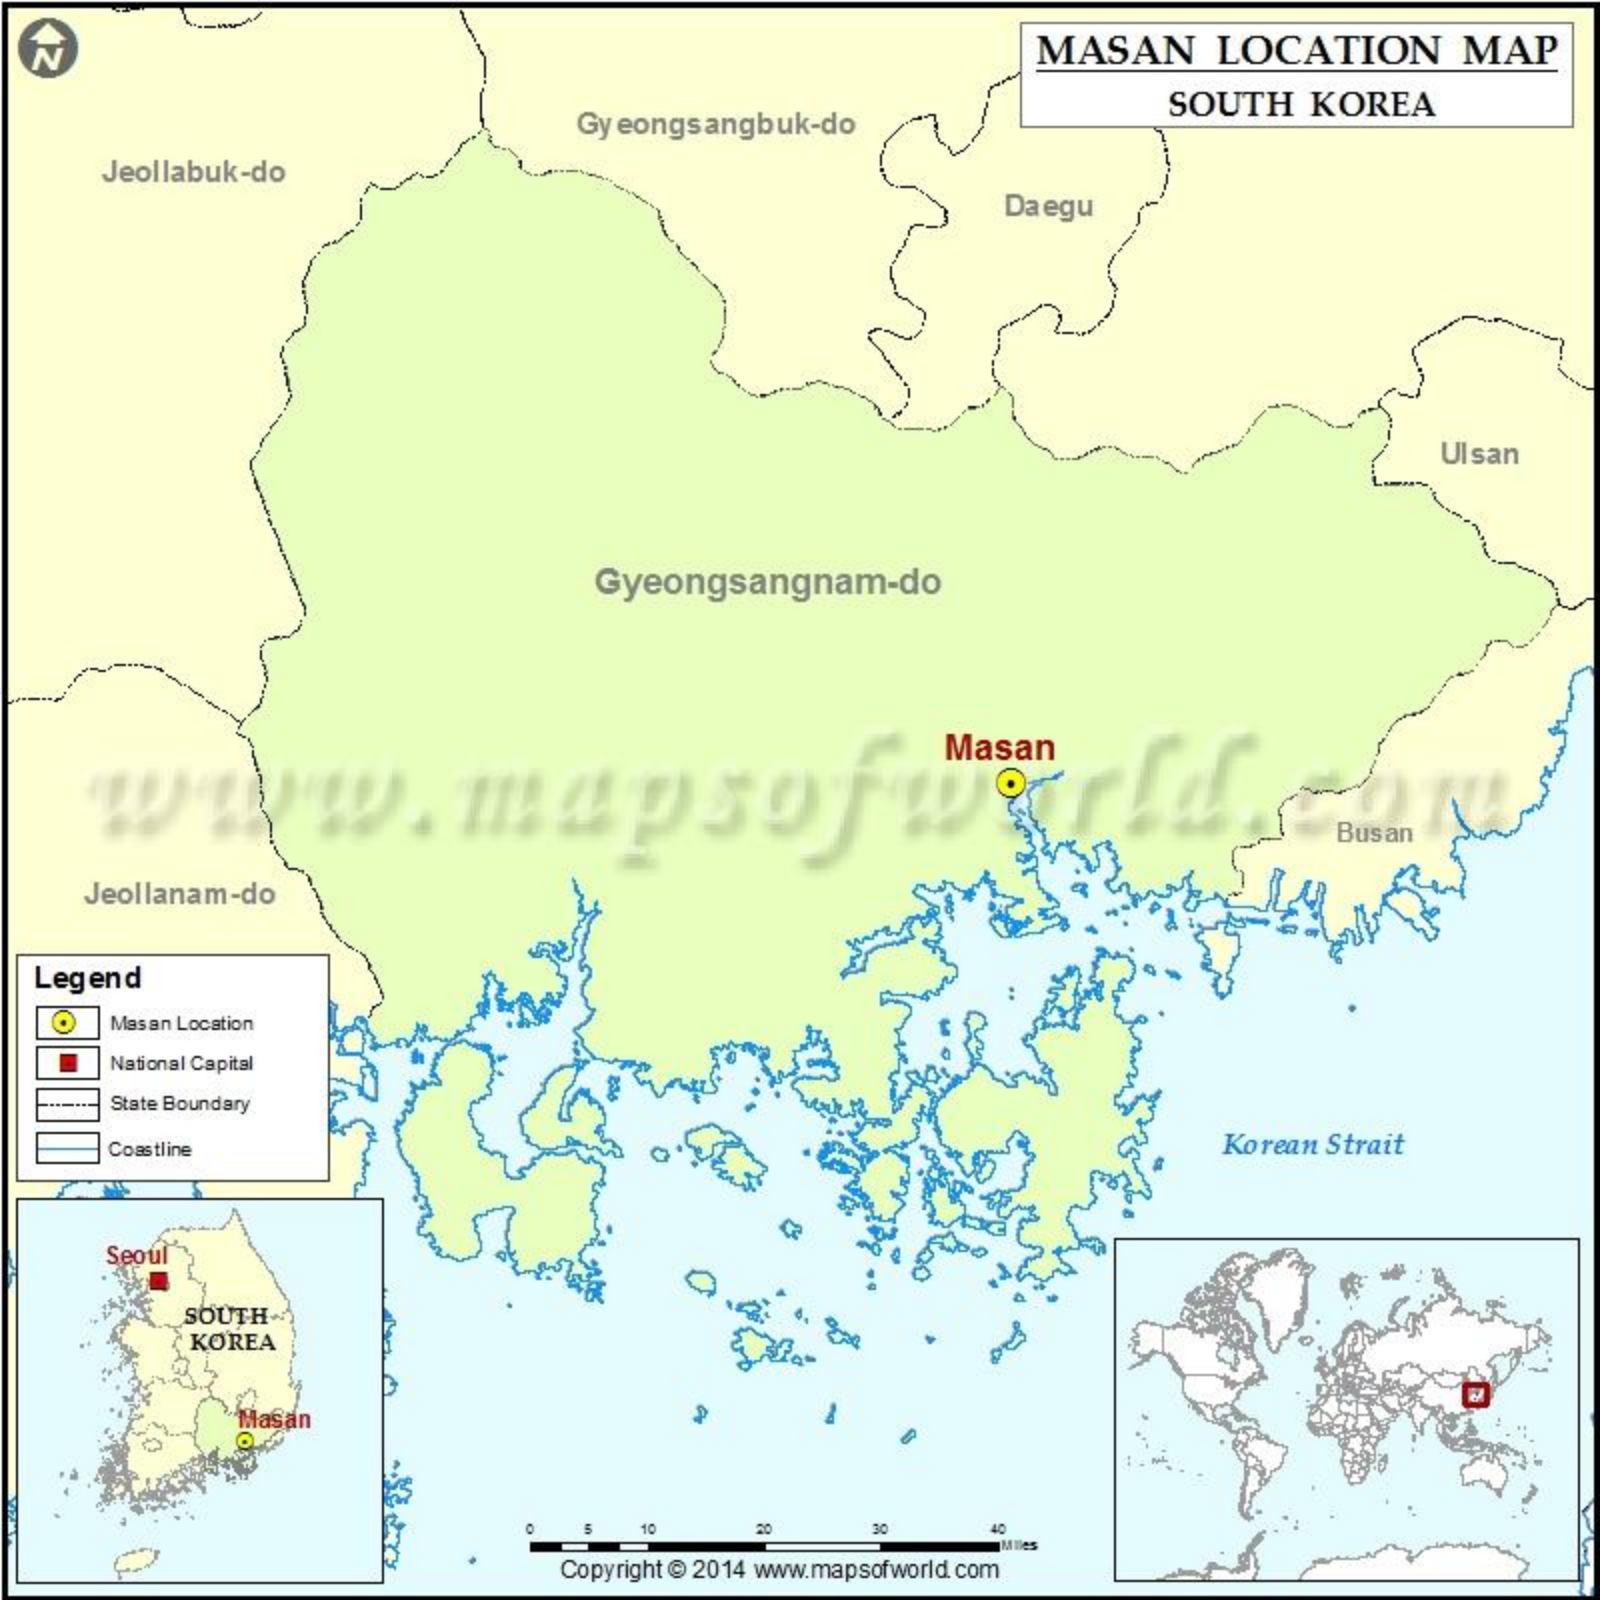 N
MASAN LOCATION MAP
SOUTH KOREA
Gyeongsangbuk-do
Jeollabuk-do
Daegu
Ulsan
Gyeongsangnam-do
Masan
www.mapsofworld.com
Busan
Jeollanam-do
Legend
Masan Location
National Capital
State Boundary
Coastline
Korean Strait
Seoul
SOUTH
KOREA
Masan
0 5 10 20 30 40
Miles
Copyright © 2014 www.mapsofworld.com